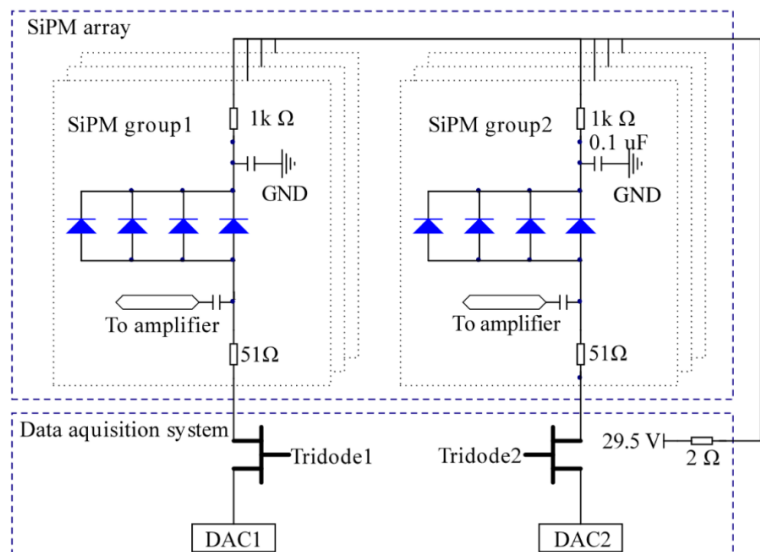 SiPM array
SiPM group1
1k Ω
GND
To amplifier
51Ω
SiPM group2
1k Ω
0.1 uF
GND
To amplifier
51Ω
Data aquisition system
Tridode1
Tridode2
29.5 V
2 Ω
DAC1
DAC2